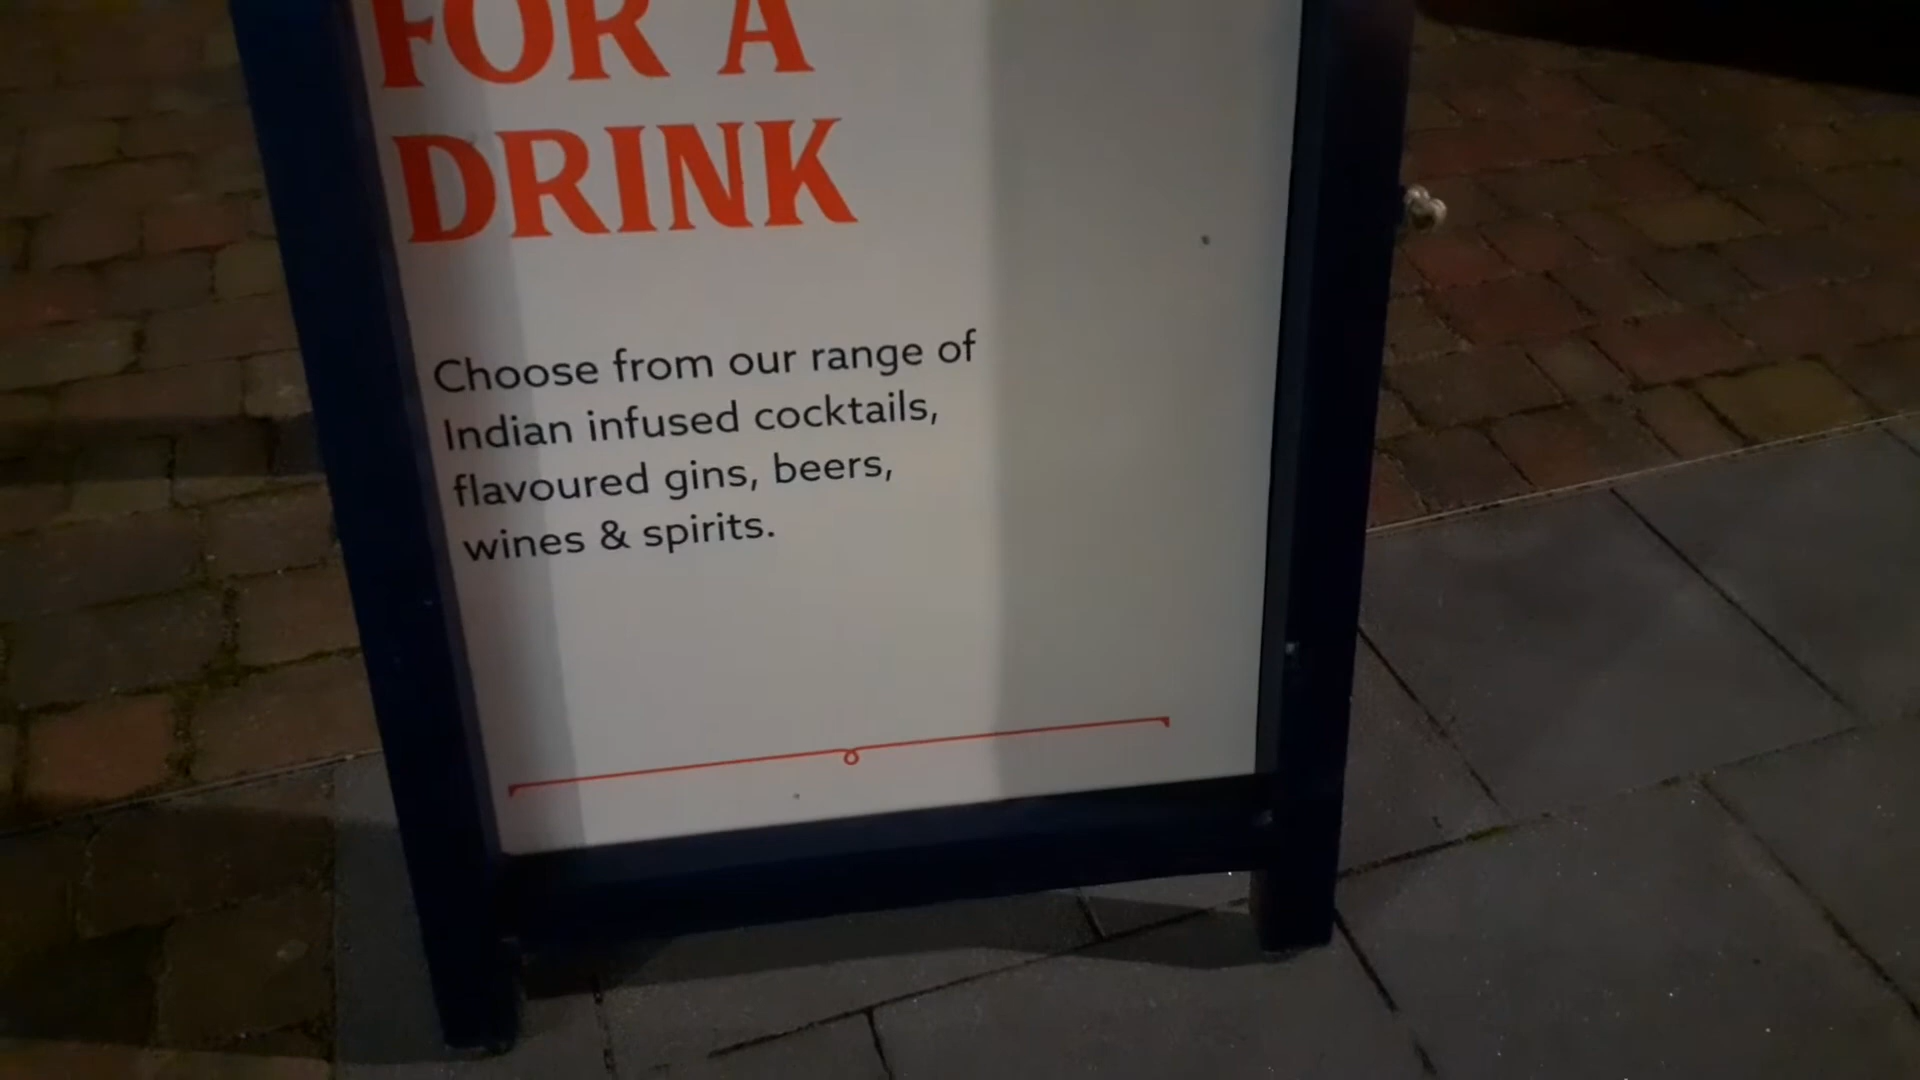 FOR A
DRINK
Choose from our range of
Indian infused cocktails,
flavoured gins, beers,
wines & spirits.